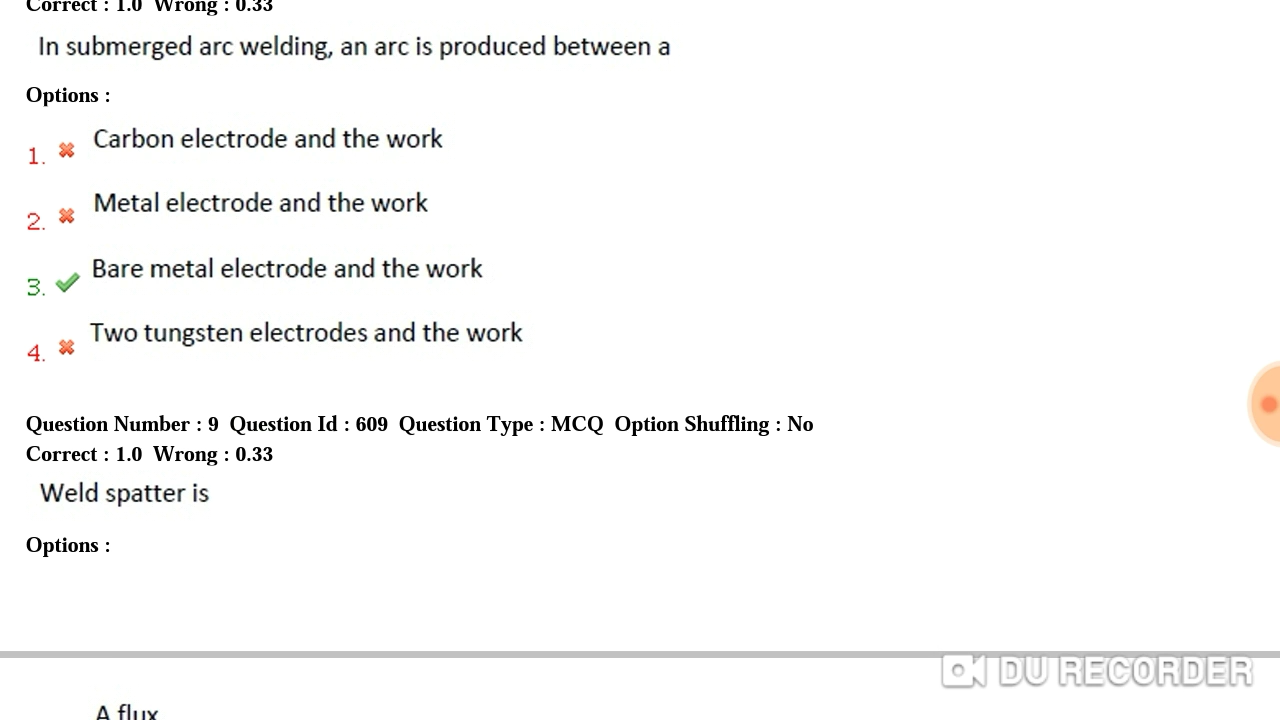 Correct : 1.0 Wrong : 0.33
In submerged arc welding, an arc is produced between a
Options :
1. Carbon electrode and the work
2. Metal electrode and the work
3. Bare metal electrode and the work
4. Two tungsten electrodes and the work
Question Number : 9 Question Id : 609 Question Type : MCQ Option Shuffling : No
Correct : 1.0 Wrong : 0.33
Weld spatter is
Options :
DU RECORDER
A flux